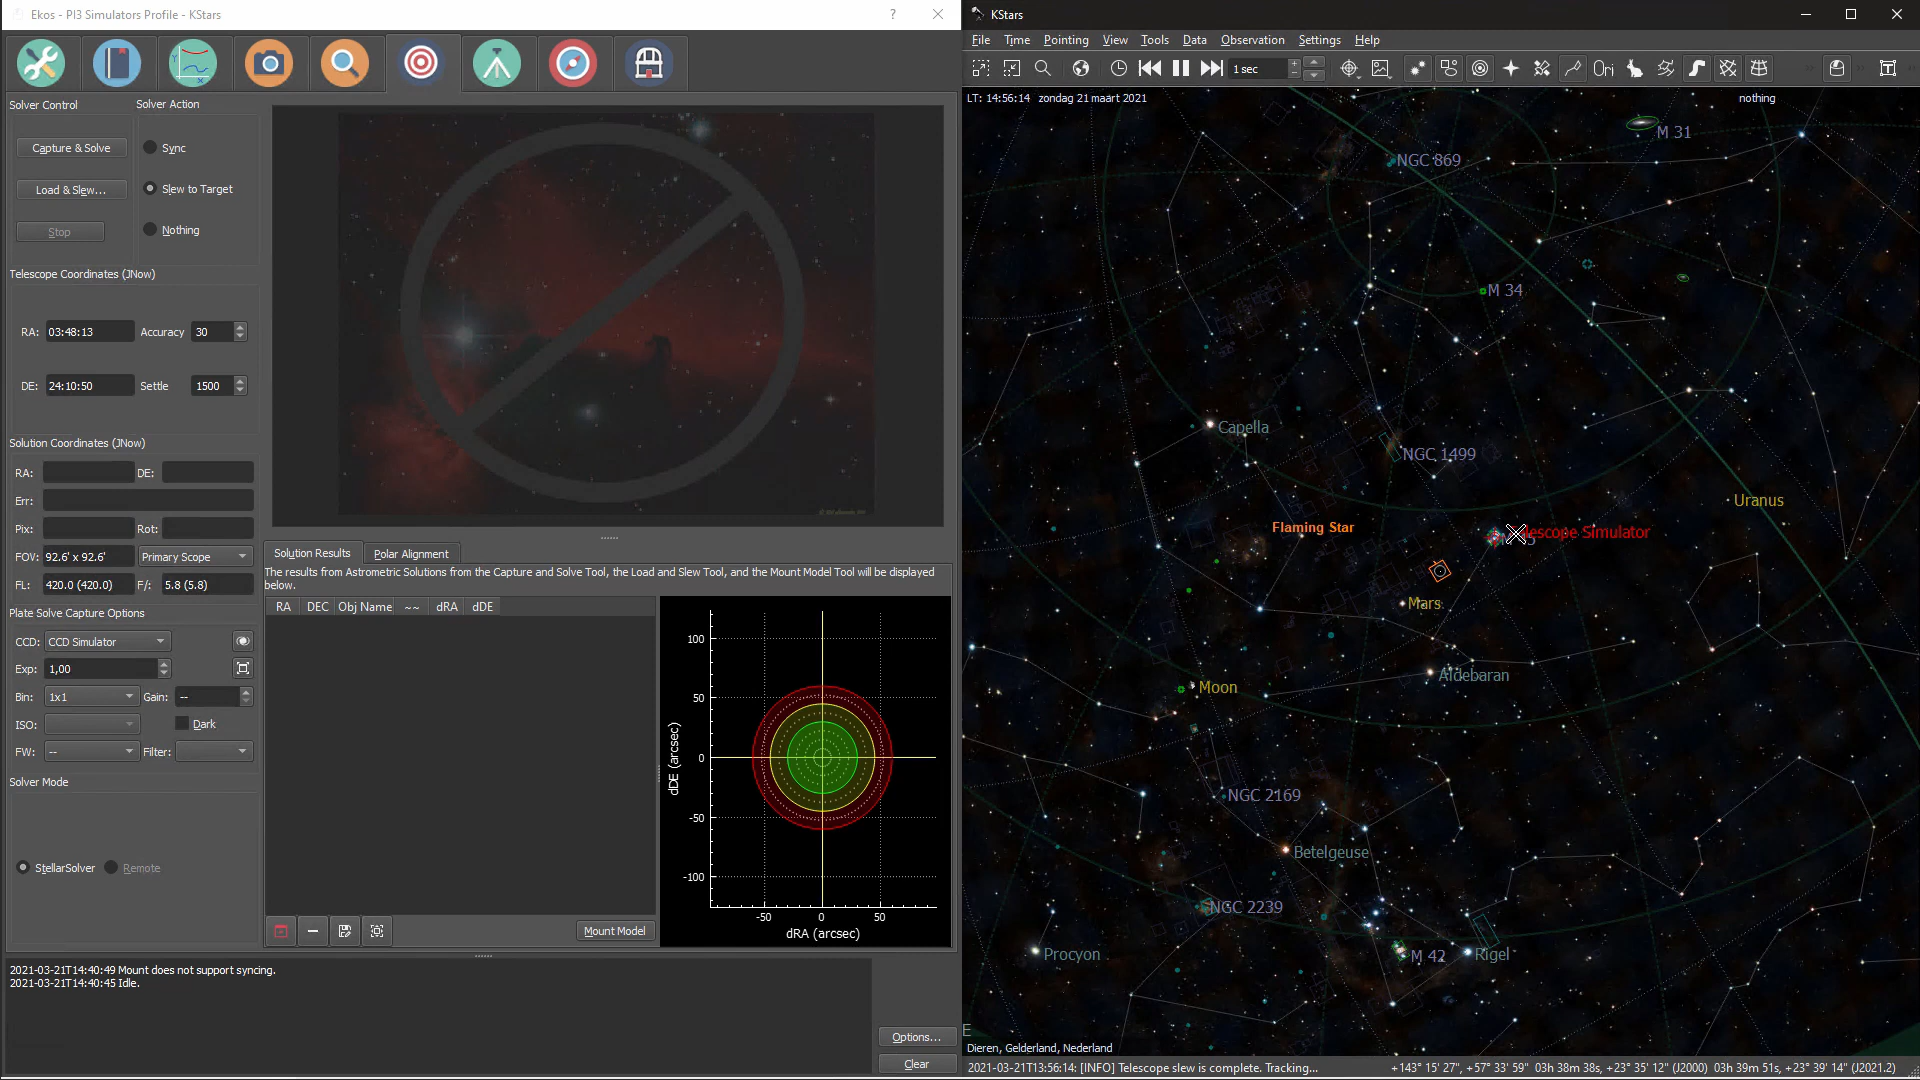 Ekos - PI3 Simulators Profile - KStars
Solver Control
Solver Action
Capture & Solve
Sync
Load & Slew...
Slew to Target
Stop
Nothing
Telescope Coordinates (JNow)
RA: 03:48:13 Accuracy 30
DE: 24:10:50 Settle 1500
Solution Coordinates (JNow)
RA: DE:
Err:
Pix: Rot:
FOV: 92.6' x 92.6' Primary Scope
FL: 420.0 (420.0) F/: 5.8 (5.8)
Plate Solve Capture Options
CCD: CCD Simulator
Exp: 1,00
Bin: 1x1 Gain: --
ISO: Dark
FW: -- Filter:
Solver Mode
StellarSolver Remote
Solution Results Polar Alignment
The results from Astrometric Solutions from the Capture and Solve Tool, the Load and Slew Tool, and the Mount Model Tool will be displayed
below.
RA DEC Obj Name ~~ dRA dDE
Mount Model
100
50
0
-50
-100
-50 0 50
dDE (arcsec)
dRA (arcsec)
2021-03-21T14:40:49 Mount does not support syncing.
2021-03-21T14:40:45 Idle.
Options...
Clear
KStars
File Time Pointing View Tools Data Observation Settings Help
1 sec
Ori
LT: 14:56:14 zondag 21 maart 2021
nothing
M 31
NGC 869
M 34
Capella
NGC 1499
Uranus
Flaming Star
Telescope Simulator
Mars
Aldebaran
Moon
NGC 2169
Betelgeuse
NGC 2239
Procyon
M 42
Rigel
E
Dieren, Gelderland, Nederland
2021-03-21T13:56:14: [INFO] Telescope slew is complete. Tracking...
+143° 15' 27", +57° 33' 59" 03h 38m 38s, +23° 35' 12" (J2000) 03h 39m 51s, +23° 39' 14" (J2021.2)